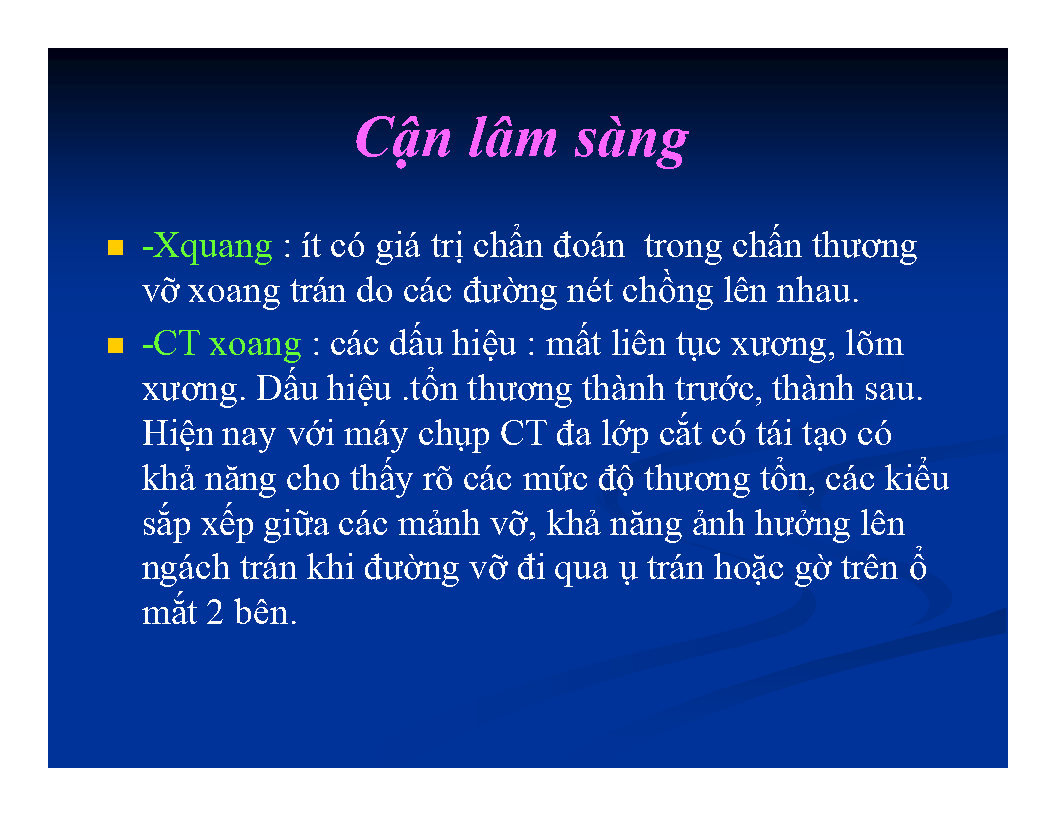 Cận lâm sàng
-Xquang : ít có giá trị chẩn đoán  trong chấn thương
vỡ xoang trán do các đường nét chồng lên nhau.
-CT xoang : các dấu hiệu : mất liên tục xương, lõm
xương. Dấu hiệu .tổn thương thành trước, thành sau.
Hiện nay với máy chụp CT đa lớp cắt có tái tạo có
khả năng cho thấy rõ các mức độ thương tổn, các kiểu
sắp xếp giữa các mảnh vỡ, khả năng ảnh hưởng lên
ngách trán khi đường vỡ đi qua ụ trán hoặc gờ trên ổ
mắt 2 bên.